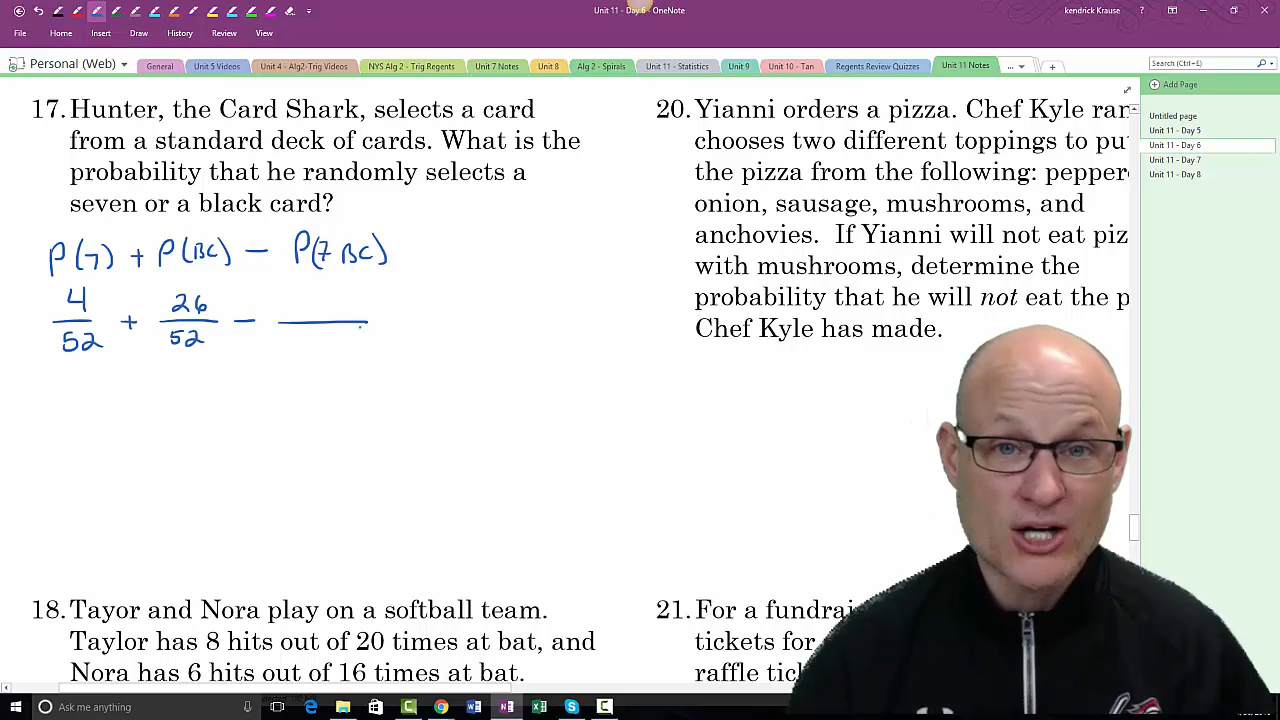 Unit 11 - Day 6 - OneNote
kendrick Krause
File Home Insert Draw History Review View
Personal (Web) General Unit 5 Videos Unit 4 - Alg2-Trig Videos NYS Alg 2 - Trig Regents Unit 7 Notes Unit 8 Alg 2 - Spirals Unit 11 - Statistics Unit 9 Unit 10 - Tan Regents Review Quizzes Unit 11 Notes ...
Search (Ctrl+E)
Add Page
Untitled page
Unit 11 - Day 5
Unit 11 - Day 6
Unit 11 - Day 7
Unit 11 - Day 8
17. Hunter, the Card Shark, selects a card
from a standard deck of cards. What is the
probability that he randomly selects a
seven or a black card?
P(7) + P(BC) - P(7 BC)
4/52 + 26/52 -
18. Tayor and Nora play on a softball team.
Taylor has 8 hits out of 20 times at bat, and
Nora has 6 hits out of 16 times at bat.
20. Yianni orders a pizza. Chef Kyle ran
chooses two different toppings to pu
the pizza from the following: pepper
onion, sausage, mushrooms, and
anchovies. If Yianni will not eat piz
with mushrooms, determine the
probability that he will not eat the p
Chef Kyle has made.
21. For a fundrai
tickets for
raffle tick
Ask me anything